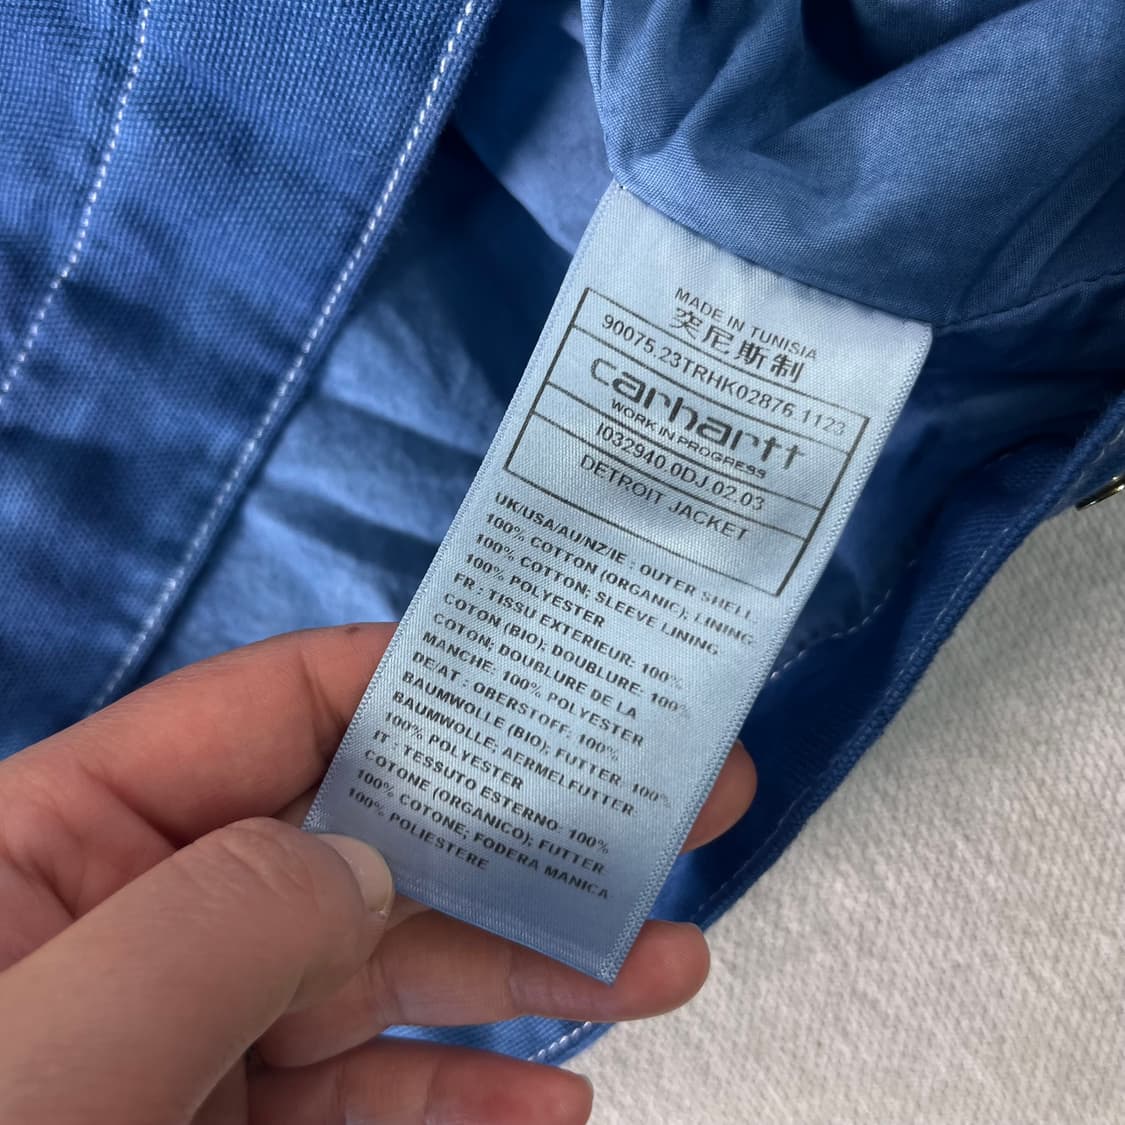 MADE IN TUNISIA
突尼斯制
90075.23TRHK02876.1123
carhartt
WORK IN PROGRESS
I032940.0DJ.02.03
DETROIT JACKET
UK/USA/AU/NZ/IE : OUTER SHELL
100% COTTON (ORGANIC); LINING:
100% COTTON; SLEEVE LINING
100% POLYESTER
FR : TISSU EXTERIEUR: 100%
COTON (BIO); DOUBLURE: 100%
COTON; DOUBLURE DE LA
MANCHE: 100% POLYESTER
DE/AT : OBERSTOFF: 100%
BAUMWOLLE (BIO); FUTTER: 100%
BAUMWOLLE; AERMELFUTTER:
100% POLYESTER
IT : TESSUTO ESTERNO: 100%
COTONE (ORGANICO); FUTTER:
100% COTONE; FODERA MANICA
100% POLIESTERE